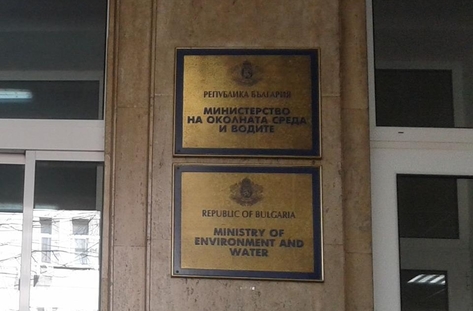 РЕПУБЛИКА БЪЛГАРИЯ
МИНИСТЕРСТВО
НА ОКОЛНАТА СРЕДА
И ВОДИТЕ
REPUBLIC OF BULGARIA
MINISTRY OF
ENVIRONMENT AND
WATER